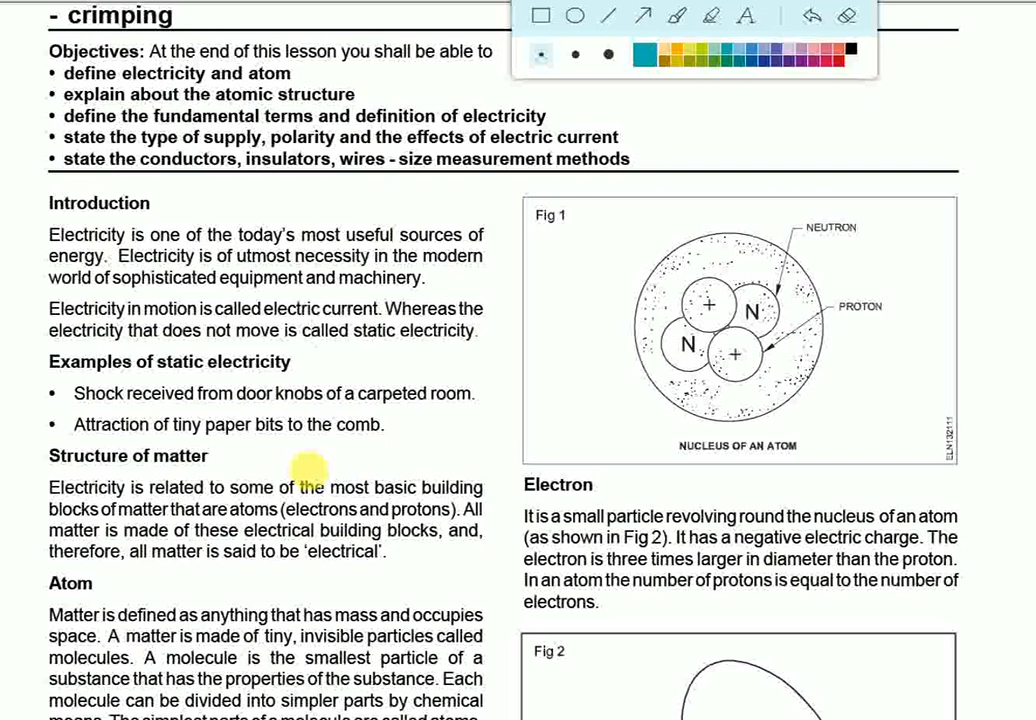 - crimping
Objectives: At the end of this lesson you shall be able to
• define electricity and atom
• explain about the atomic structure
• define the fundamental terms and definition of electricity
• state the type of supply, polarity and the effects of electric current
• state the conductors, insulators, wires - size measurement methods
Introduction
Electricity is one of the today's most useful sources of
energy. Electricity is of utmost necessity in the modern
world of sophisticated equipment and machinery.
Electricity in motion is called electric current. Whereas the
electricity that does not move is called static electricity.
Examples of static electricity
• Shock received from door knobs of a carpeted room.
• Attraction of tiny paper bits to the comb.
Structure of matter
Electricity is related to some of the most basic building
blocks of matter that are atoms (electrons and protons). All
matter is made of these electrical building blocks, and,
therefore, all matter is said to be 'electrical'.
Atom
Matter is defined as anything that has mass and occupies
space. A matter is made of tiny, invisible particles called
molecules. A molecule is the smallest particle of a
substance that has the properties of the substance. Each
molecule can be divided into simpler parts by chemical
means. The simplest parts of a molecule are called atoms.
Fig 1
NEUTRON
PROTON
+
N
N
+
NUCLEUS OF AN ATOM
ELN132111
Electron
It is a small particle revolving round the nucleus of an atom
(as shown in Fig 2). It has a negative electric charge. The
electron is three times larger in diameter than the proton.
In an atom the number of protons is equal to the number of
electrons.
Fig 2
A